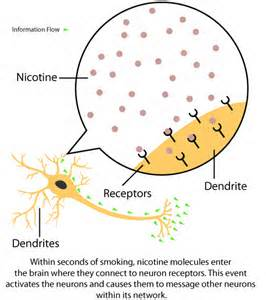 Information Flow
Nicotine
Receptors
Dendrite
Dendrites
Within seconds of smoking, nicotine molecules enter
the brain where they connect to neuron receptors. This event
activates the neurons and causes them to message other neurons
within its network.